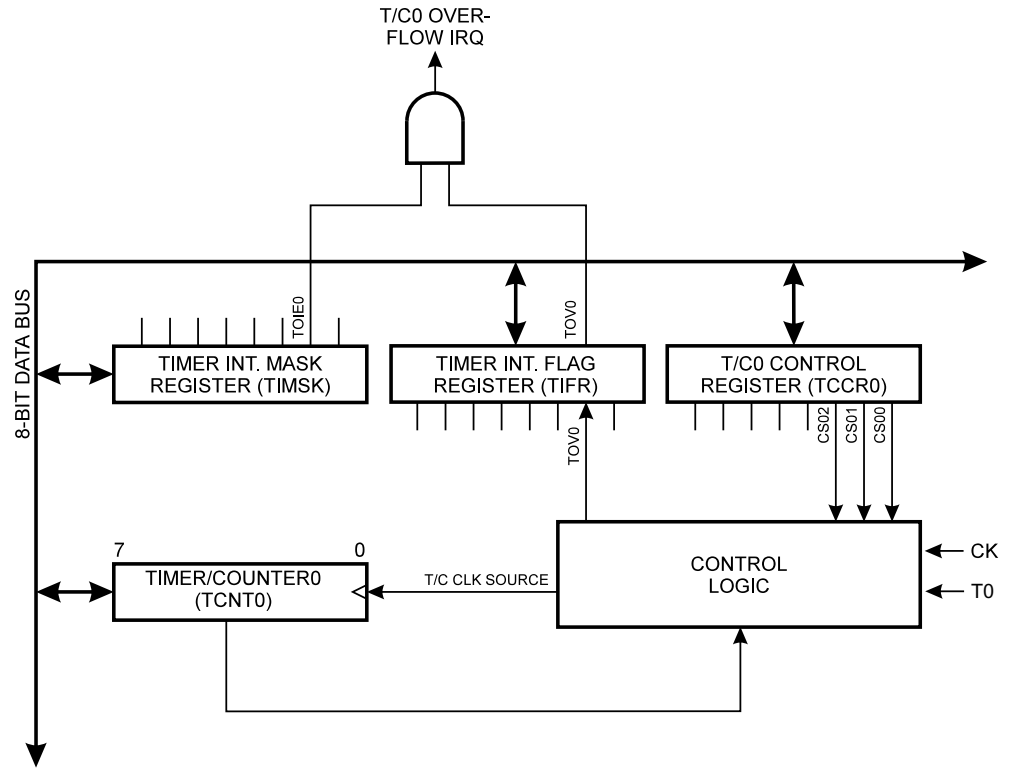 T/C0 OVER-
FLOW IRQ
8-BIT DATA BUS
TOIE0
TOV0
TIMER INT. MASK
REGISTER (TIMSK)
TIMER INT. FLAG
REGISTER (TIFR)
T/C0 CONTROL
REGISTER (TCCR0)
TOV0
CS02
CS01
CS00
7
0
TIMER/COUNTER0
(TCNT0)
T/C CLK SOURCE
CONTROL
LOGIC
CK
T0